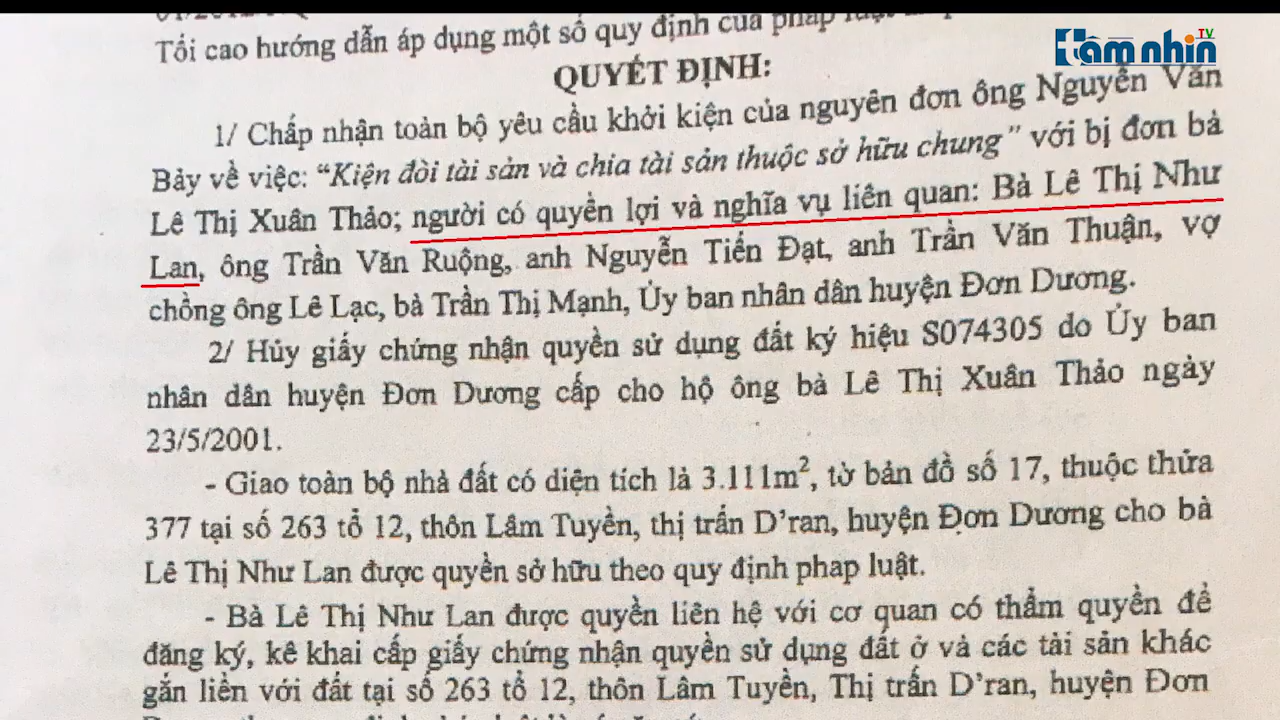 Tối cao hướng dẫn áp dụng một số quy định của pháp luật
tâm nhìn TV
QUYẾT ĐỊNH:
1/ Chấp nhận toàn bộ yêu cầu khởi kiện của nguyên đơn ông Nguyễn Văn
Bảy về việc: “Kiện đòi tài sản và chia tài sản thuộc sở hữu chung” với bị đơn bà
Lê Thị Xuân Thảo; người có quyền lợi và nghĩa vụ liên quan: Bà Lê Thị Như
Lan, ông Trần Văn Ruộng, anh Nguyễn Tiến Đạt, anh Trần Văn Thuận, vợ
chồng ông Lê Lạc, bà Trần Thị Mạnh, Ủy ban nhân dân huyện Đơn Dương.
2/ Hủy giấy chứng nhận quyền sử dụng đất ký hiệu S074305 do Ủy ban
nhân dân huyện Đơn Dương cấp cho hộ ông bà Lê Thị Xuân Thảo ngày
23/5/2001.
- Giao toàn bộ nhà đất có diện tích là 3.111m², tờ bản đồ số 17, thuộc thửa
377 tại số 263 tổ 12, thôn Lâm Tuyền, thị trấn D’ran, huyện Đơn Dương cho bà
Lê Thị Như Lan được quyền sở hữu theo quy định pháp luật.
- Bà Lê Thị Như Lan được quyền liên hệ với cơ quan có thẩm quyền để
đăng ký, kê khai cấp giấy chứng nhận quyền sử dụng đất ở và các tài sản khác
gắn liền với đất tại số 263 tổ 12, thôn Lâm Tuyền, Thị trấn D’ran, huyện Đơn